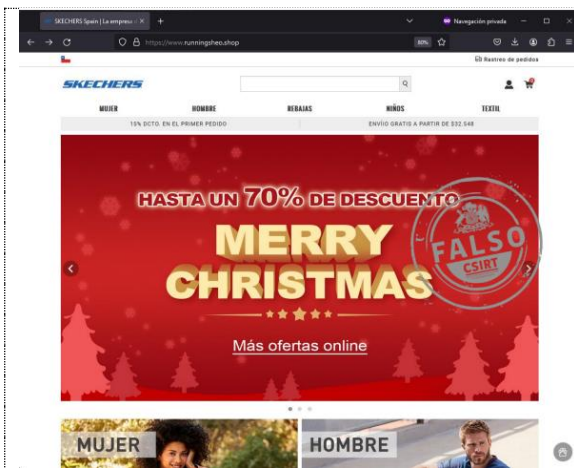 SKECHERS Spain | La empresa d
Navegación privada
https://www.runningsheo.shop
30%
Rastreo de pedidos
SKECHERS
MUJER HOMBRE REBAJAS NIÑOS TEXTIL
15% DCTO. EN EL PRIMER PEDIDO ENVÍO GRATIS A PARTIR DE $32.548
HASTA UN 70% DE DESCUENTO
MERRY
CHRISTMAS
FALSO
CSIRT
Más ofertas online
MUJER HOMBRE